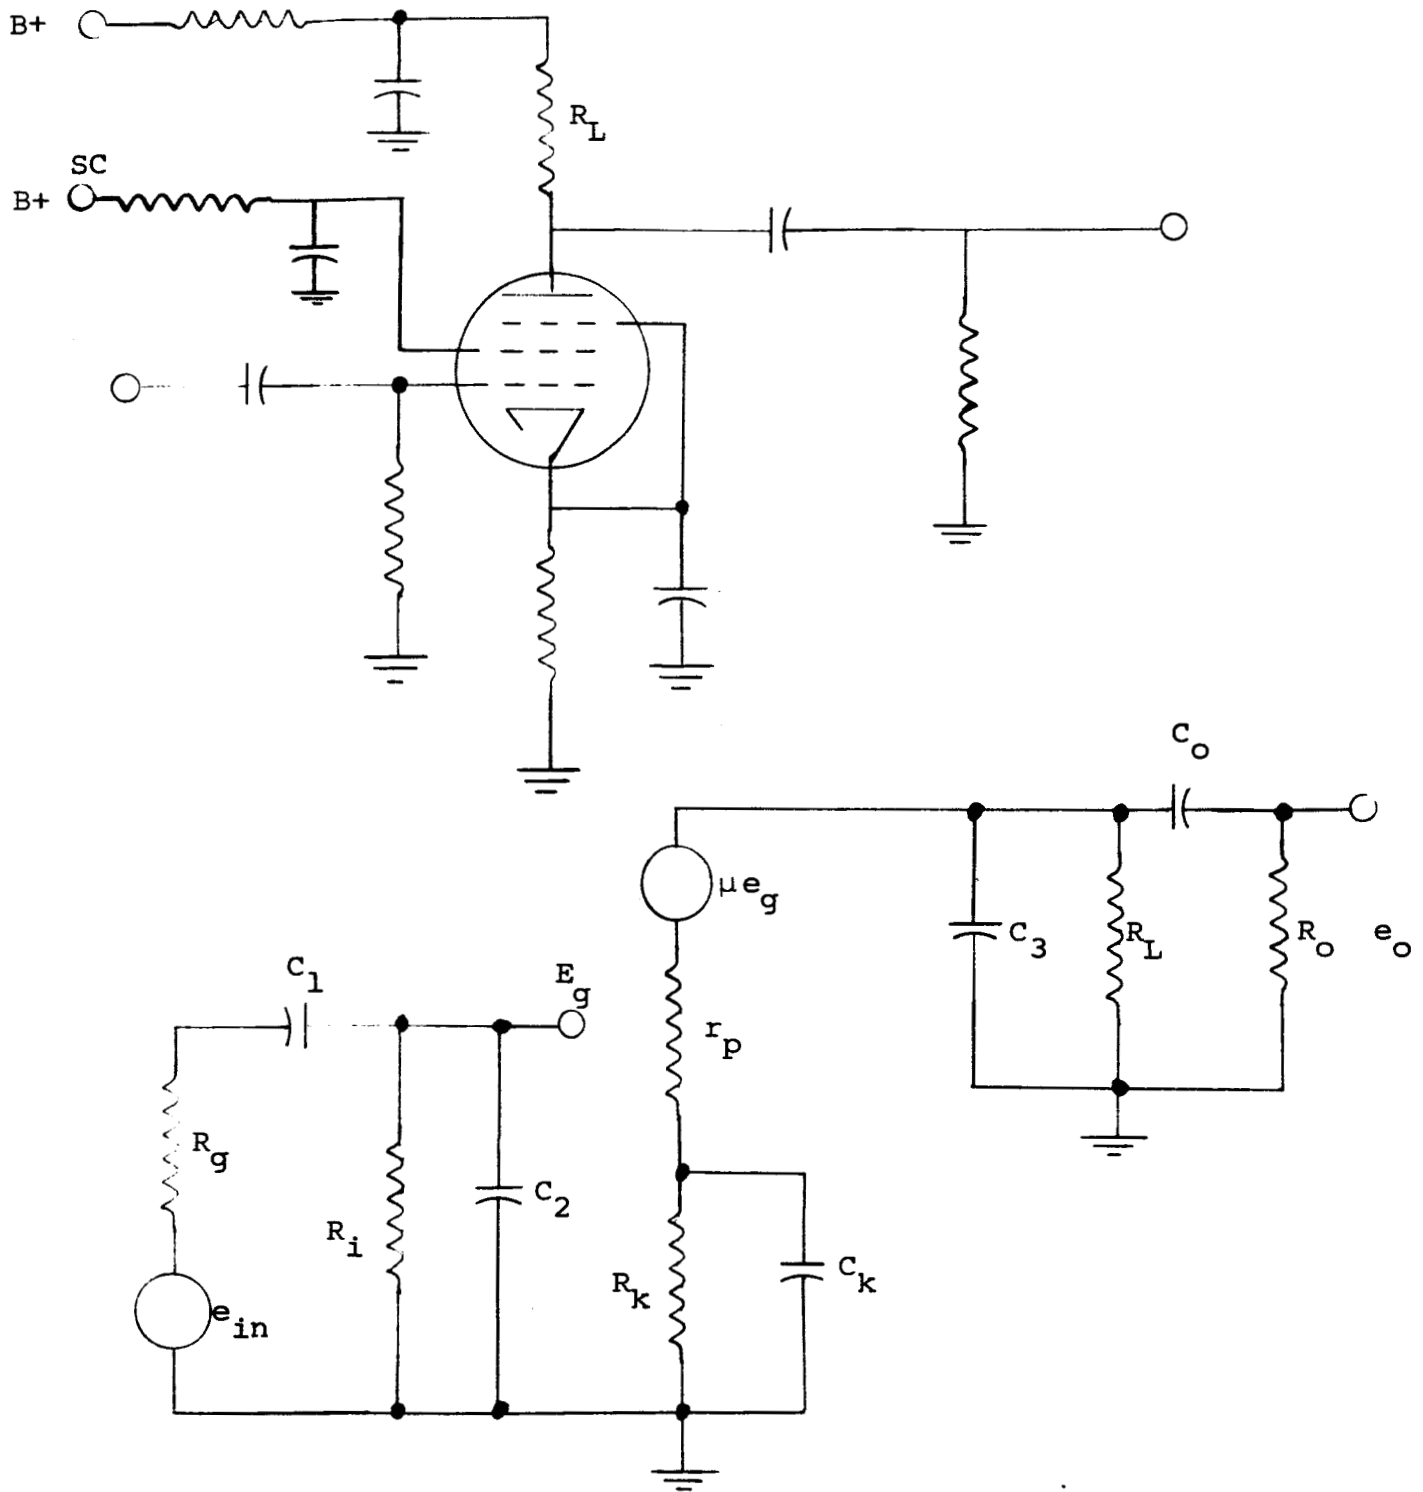 B+
R_L
SC
B+
C_o
μe_g
C_3
R_L
R_o
e_o
C_1
E_g
r_p
R_g
C_2
R_i
C_k
R_k
e_in